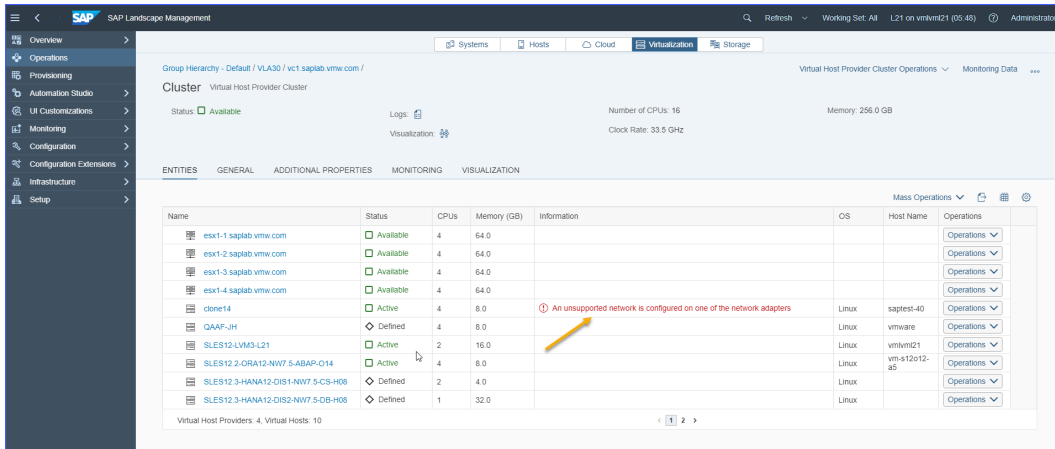 SAP SAP Landscape Management Refresh Working Set: All L21 on vmlvml21 (05:48) Administrator
Overview
Operations
Provisioning
Automation Studio
UI Customizations
Monitoring
Configuration
Configuration Extensions
Infrastructure
Setup
Systems Hosts Cloud Virtualization Storage
Group Hierarchy - Default / VLA30 / vc1.saplab.vmw.com /
Virtual Host Provider Cluster Operations Monitoring Data
Cluster Virtual Host Provider Cluster
Status: Available Logs: Number of CPUs: 16 Memory: 256.0 GB
Visualization: Clock Rate: 33.5 GHz
ENTITIES GENERAL ADDITIONAL PROPERTIES MONITORING VISUALIZATION
Mass Operations
Name Status CPUs Memory (GB) Information OS Host Name Operations
esx1-1.saplab.vmw.com Available 4 64.0 Operations
esx1-2.saplab.vmw.com Available 4 64.0 Operations
esx1-3.saplab.vmw.com Available 4 64.0 Operations
esx1-4.saplab.vmw.com Available 4 64.0 Operations
clone14 Active 4 8.0 An unsupported network is configured on one of the network adapters Linux saptest-40 Operations
QAAF-JH Defined 4 8.0 Linux vmware Operations
SLES12-LVM3-L21 Active 2 16.0 Linux vmlvml21 Operations
SLES12.2-ORA12-NW7.5-ABAP-O14 Active 4 8.0 Linux vm-s12o12-a5 Operations
SLES12.3-HANA12-DIS1-NW7.5-CS-H08 Defined 2 4.0 Linux Operations
SLES12.3-HANA12-DIS2-NW7.5-DB-H08 Defined 1 32.0 Linux Operations
Virtual Host Providers: 4, Virtual Hosts: 10 1 2